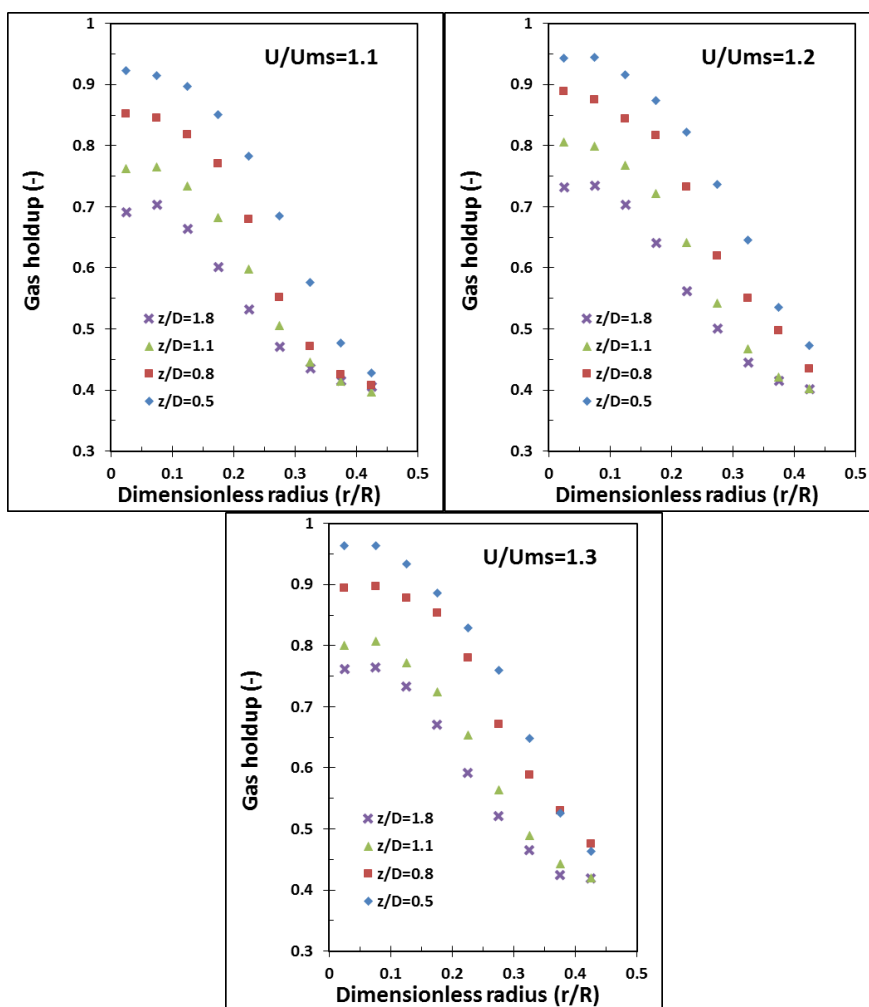 1
0.9
0.8
0.7
0.6
0.5
0.4
0.3
Gas holdup (-)
U/Ums=1.1
z/D=1.8
z/D=1.1
z/D=0.8
z/D=0.5
0 0.1 0.2 0.3 0.4 0.5
Dimensionless radius (r/R)
1
0.9
0.8
0.7
0.6
0.5
0.4
0.3
Gas holdup (-)
U/Ums=1.2
z/D=1.8
z/D=1.1
z/D=0.8
z/D=0.5
0 0.1 0.2 0.3 0.4 0.5
Dimensionless radius (r/R)
1
0.9
0.8
0.7
0.6
0.5
0.4
0.3
Gas holdup (-)
U/Ums=1.3
z/D=1.8
z/D=1.1
z/D=0.8
z/D=0.5
0 0.1 0.2 0.3 0.4 0.5
Dimensionless radius (r/R)